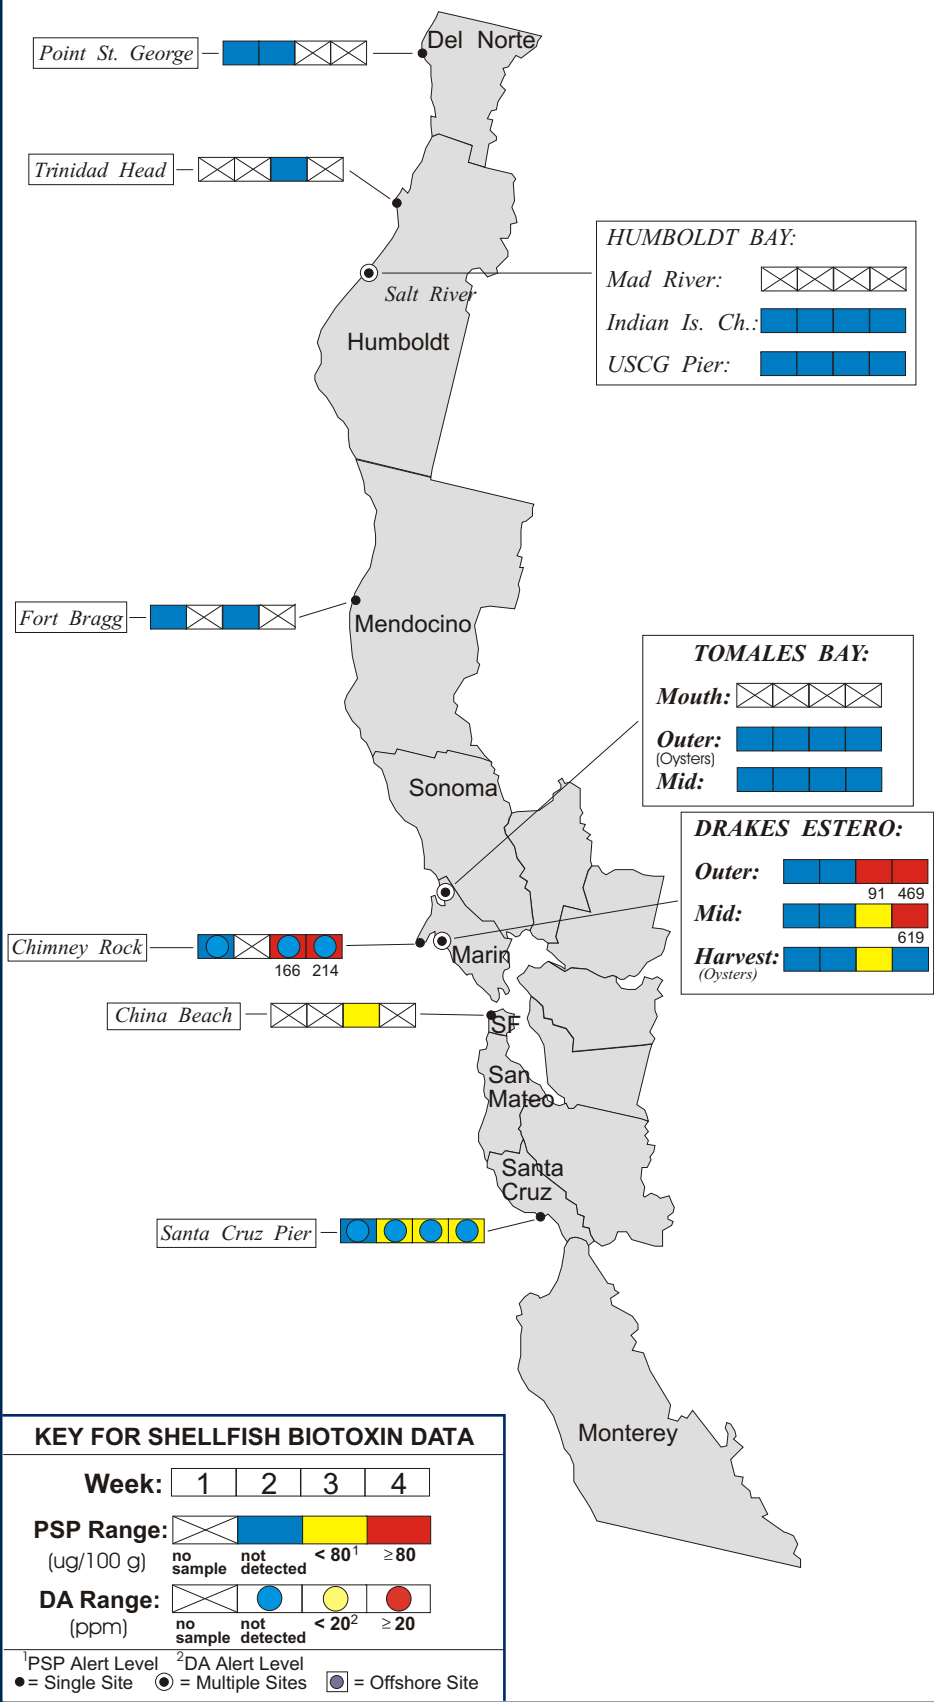 Del Norte
Point St. George
Trinidad Head
HUMBOLDT BAY:
Mad River:
Indian Is. Ch.:
USCG Pier:
Salt River
Humboldt
Fort Bragg
Mendocino
TOMALES BAY:
Mouth:
Outer:
(Oysters)
Mid:
Sonoma
DRAKES ESTERO:
Outer:
91 469
Mid:
619
Harvest:
(Oysters)
Chimney Rock
166 214
Marin
China Beach
SF
San
Mateo
Santa
Cruz
Santa Cruz Pier
Monterey
KEY FOR SHELLFISH BIOTOXIN DATA
Week: 1 2 3 4
PSP Range:
(ug/100 g)
no sample not detected < 80¹ ≥80
DA Range:
(ppm)
no sample not detected < 20² ≥ 20
¹PSP Alert Level ²DA Alert Level
= Single Site = Multiple Sites = Offshore Site